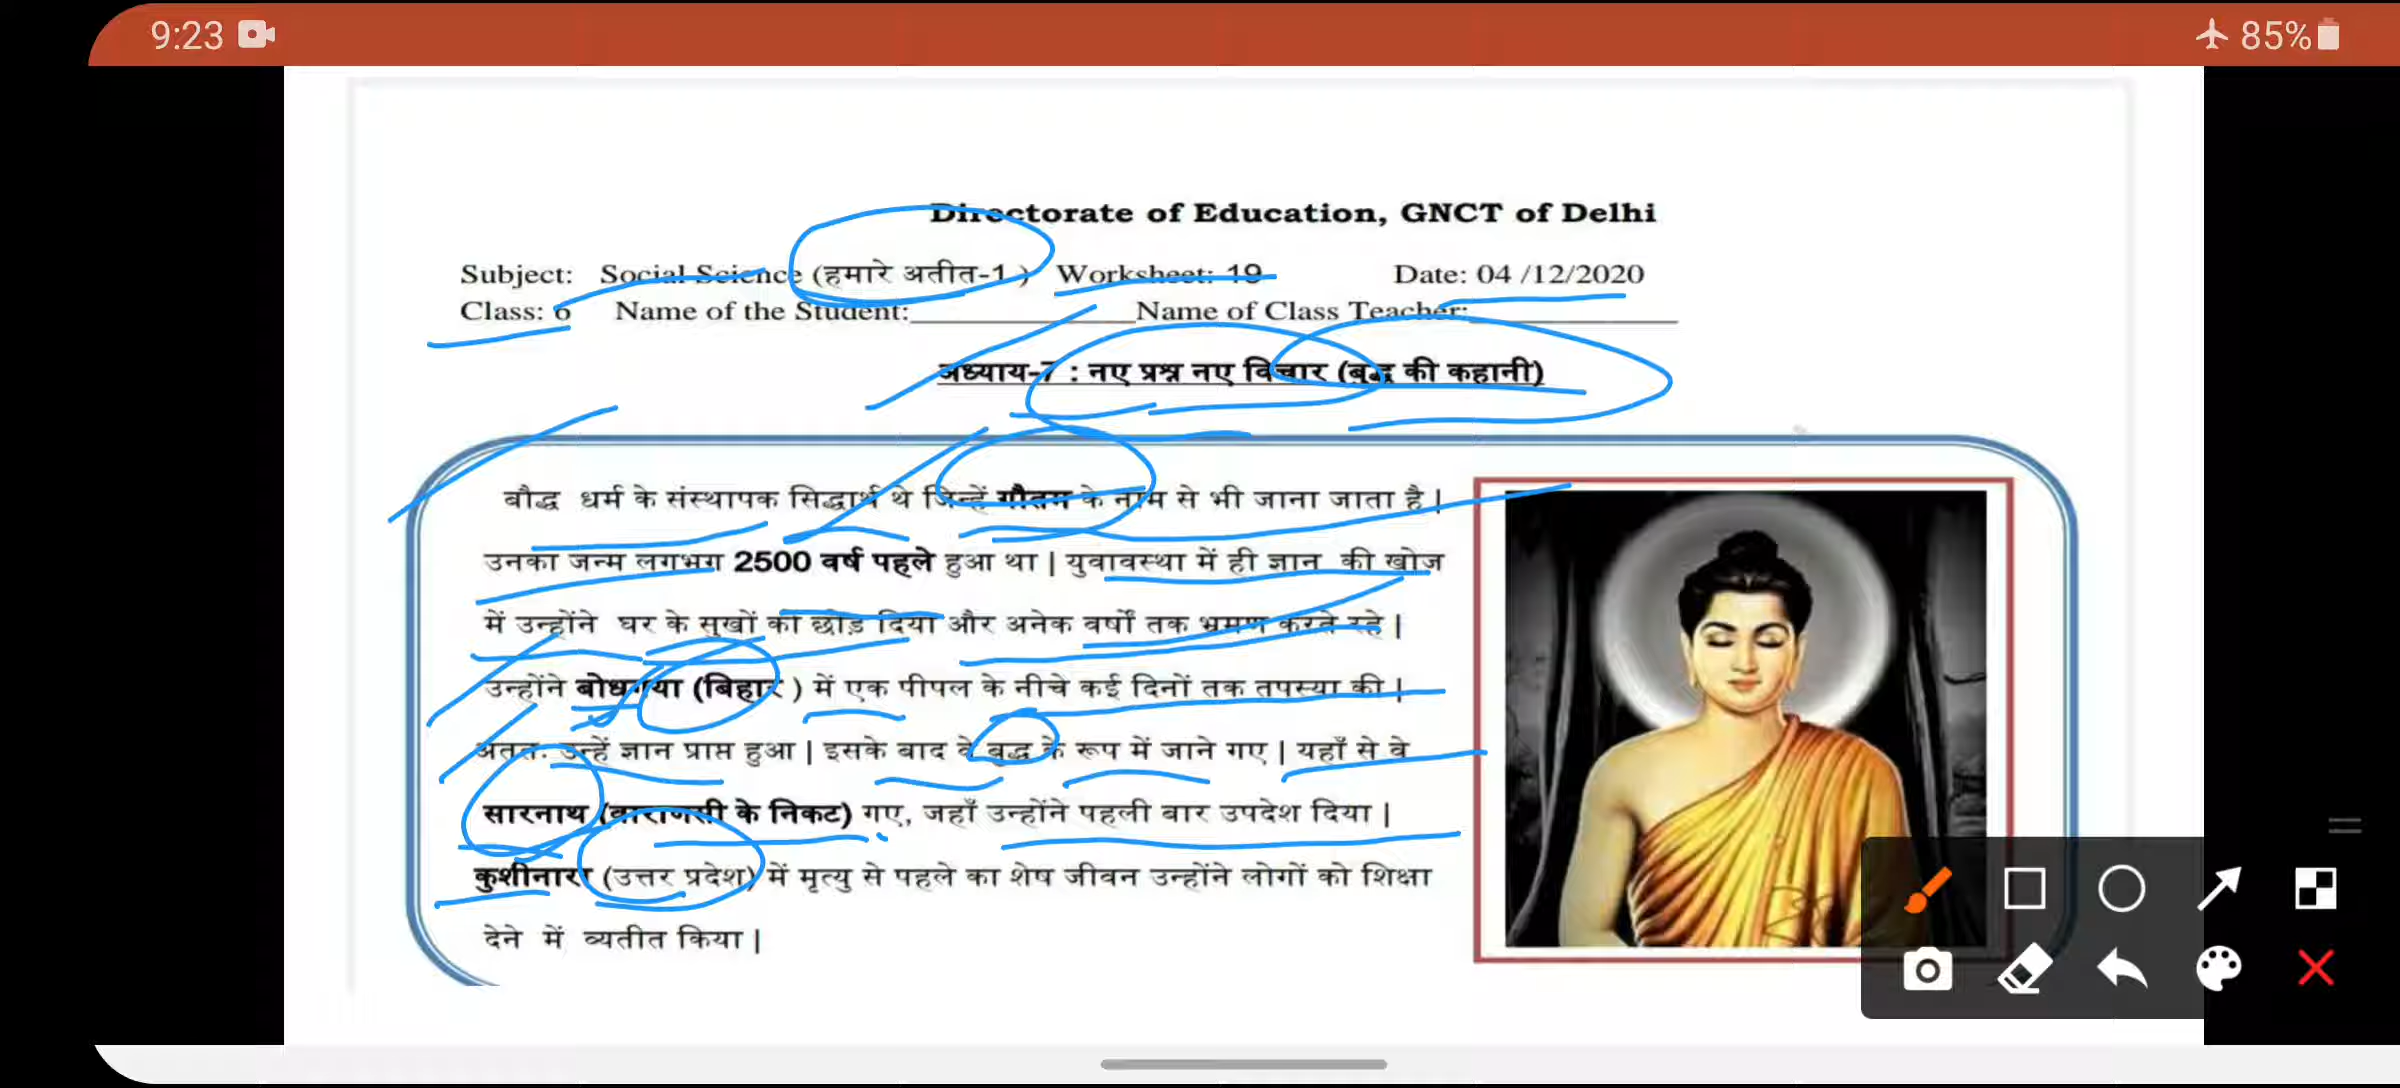 9:23 85%
Directorate of Education, GNCT of Delhi
Subject: Social Science (हमारे अतीत-1 ) Worksheet: 19 Date: 04 /12/2020
Class: 6 Name of the Student:________________Name of Class Teacher:_______________
अध्याय-7 : नए प्रश्न नए विचार (बुद्ध की कहानी)
बौद्ध धर्म के संस्थापक सिद्धार्थ थे जिन्हें गौतम के नाम से भी जाना जाता है |
उनका जन्म लगभग 2500 वर्ष पहले हुआ था | युवावस्था में ही ज्ञान की खोज
में उन्होंने घर के सुखों को छोड़ दिया और अनेक वर्षों तक भ्रमण करते रहे |
उन्होंने बोधगया (बिहार ) में एक पीपल के नीचे कई दिनों तक तपस्या की |
अतत: उन्हें ज्ञान प्राप्त हुआ | इसके बाद वे बुद्ध के रूप में जाने गए | यहाँ से वे
सारनाथ (वाराणसी के निकट) गए, जहाँ उन्होंने पहली बार उपदेश दिया |
कुशीनारा (उत्तर प्रदेश) में मृत्यु से पहले का शेष जीवन उन्होंने लोगों को शिक्षा
देने में व्यतीत किया |